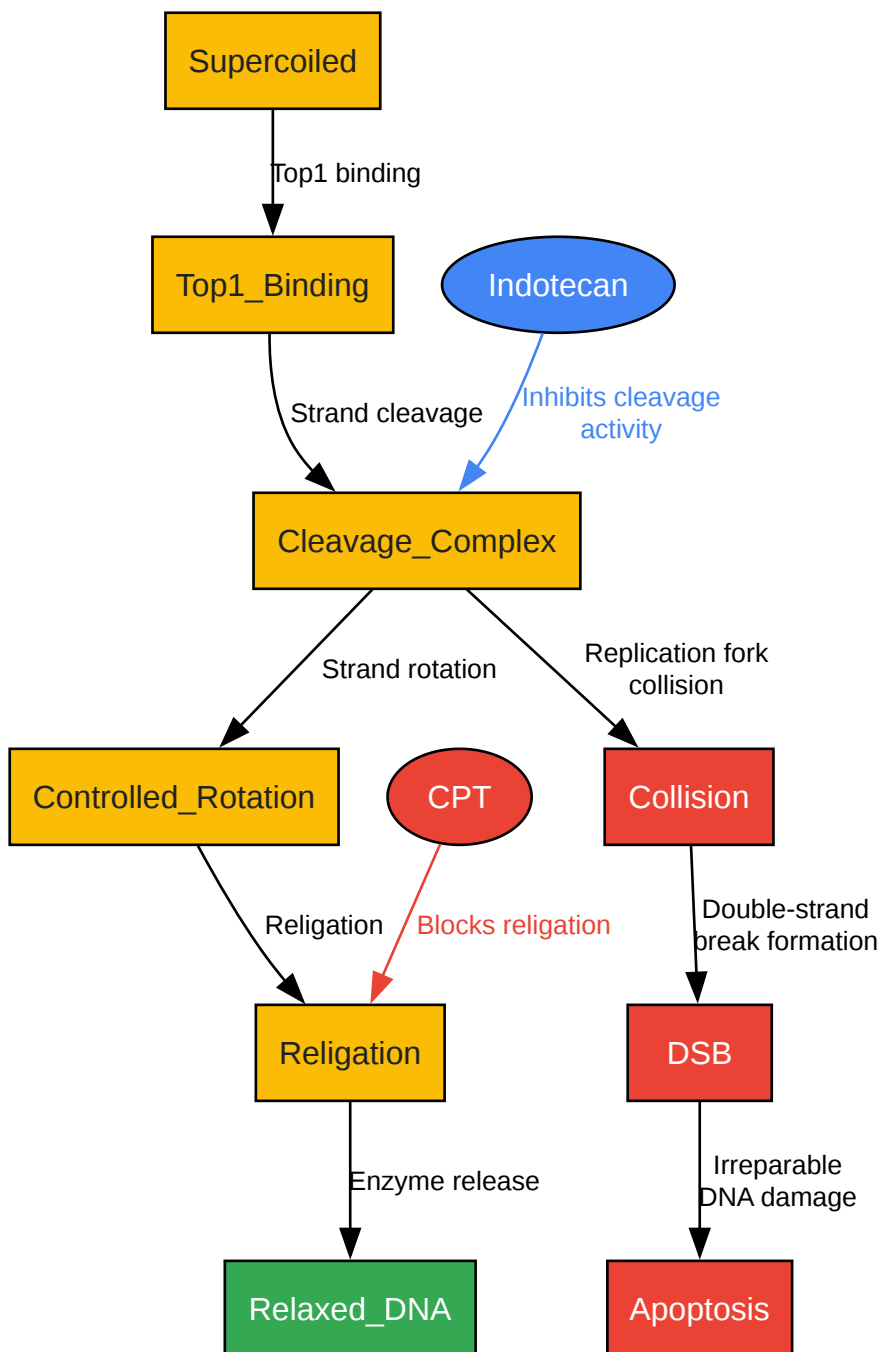 Supercoiled
Top1 binding
Top1_Binding
Indotecan
Strand cleavage
Inhibits cleavage
activity
Cleavage_Complex
Strand rotation
Replication fork
collision
Controlled_Rotation
CPT
Collision
Religation
Blocks religation
Double-strand
break formation
Religation
DSB
Enzyme release
Irreparable
DNA damage
Relaxed_DNA
Apoptosis